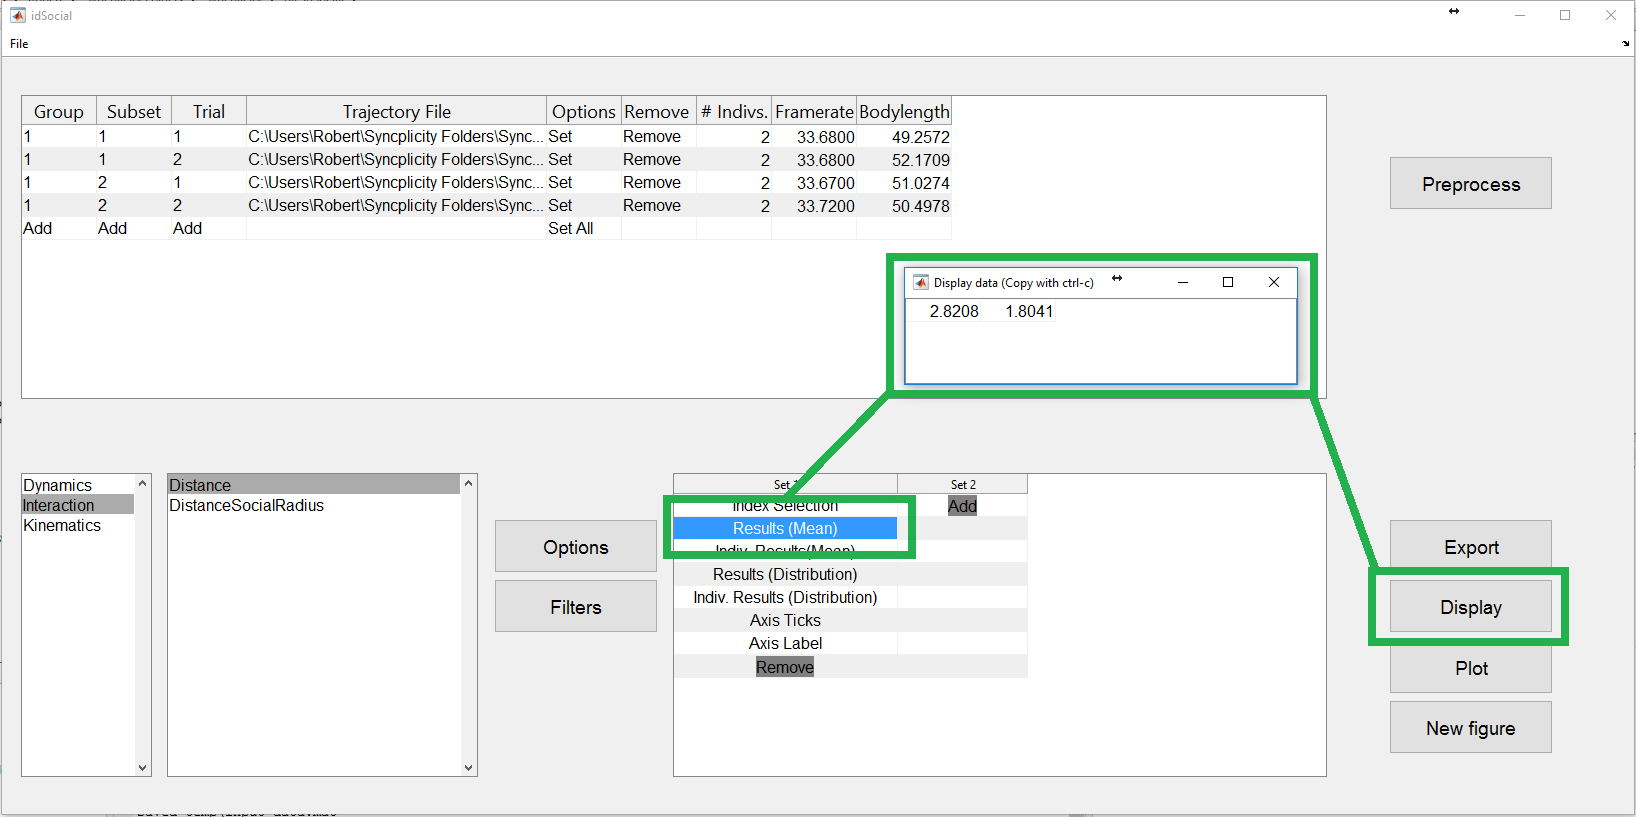 idSocial
File
Group Subset Trial Trajectory File Options Remove # Indivs. Framerate Bodylength
1 1 1 C:\Users\Robert\Syncplicity Folders\Sync... Set Remove 2 33.6800 49.2572
1 1 2 C:\Users\Robert\Syncplicity Folders\Sync... Set Remove 2 33.6800 52.1709
1 2 1 C:\Users\Robert\Syncplicity Folders\Sync... Set Remove 2 33.6700 51.0274
1 2 2 C:\Users\Robert\Syncplicity Folders\Sync... Set Remove 2 33.7200 50.4978
Add Add Add Set All
Preprocess
Display data (Copy with ctrl-c)
2.8208 1.8041
Dynamics
Interaction
Kinematics
Distance
DistanceSocialRadius
Options
Filters
Set 1 Set 2
Index Selection Add
Results (Mean)
Indiv. Results(Mean)
Results (Distribution)
Indiv. Results (Distribution)
Axis Ticks
Axis Label
Remove
Export
Display
Plot
New figure